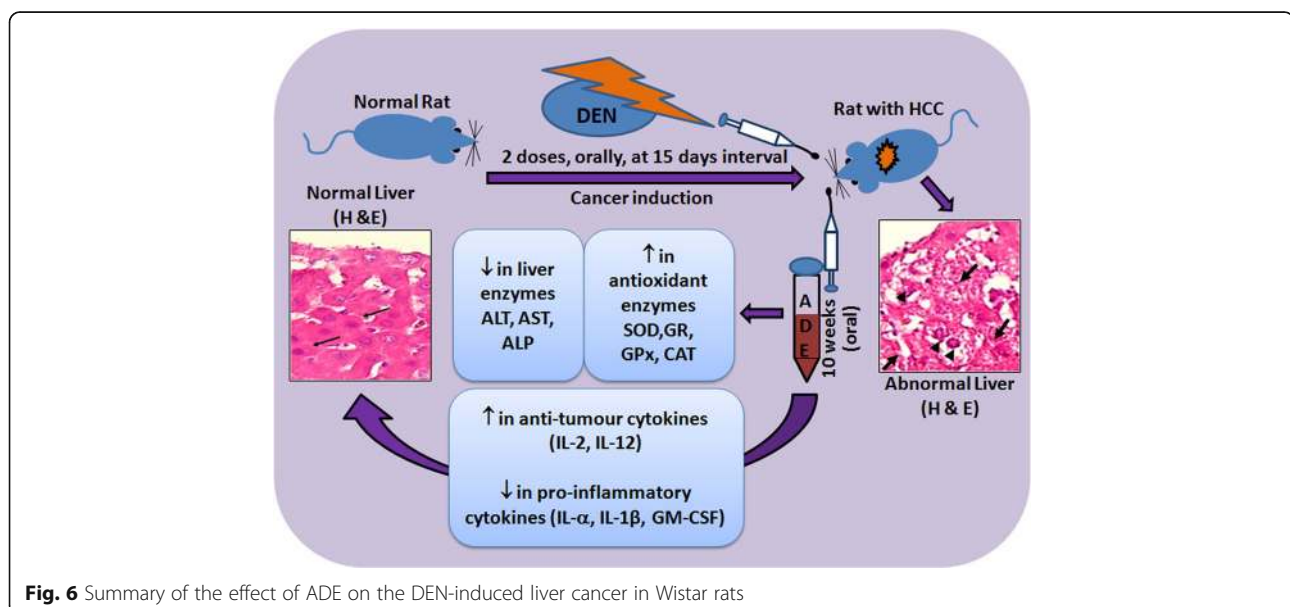 Normal Rat
DEN
Rat with HCC
2 doses, orally, at 15 days interval
Cancer induction
Normal Liver
(H &E)
↓ in liver
enzymes
ALT, AST,
ALP
↑ in
antioxidant
enzymes
SOD,GR,
GPx, CAT
A
D
E
10 weeks
(oral)
Abnormal Liver
(H & E)
↑ in anti-tumour cytokines
(IL-2, IL-12)
↓ in pro-inflammatory
cytokines (IL-α, IL-1β, GM-CSF)
Fig. 6 Summary of the effect of ADE on the DEN-induced liver cancer in Wistar rats